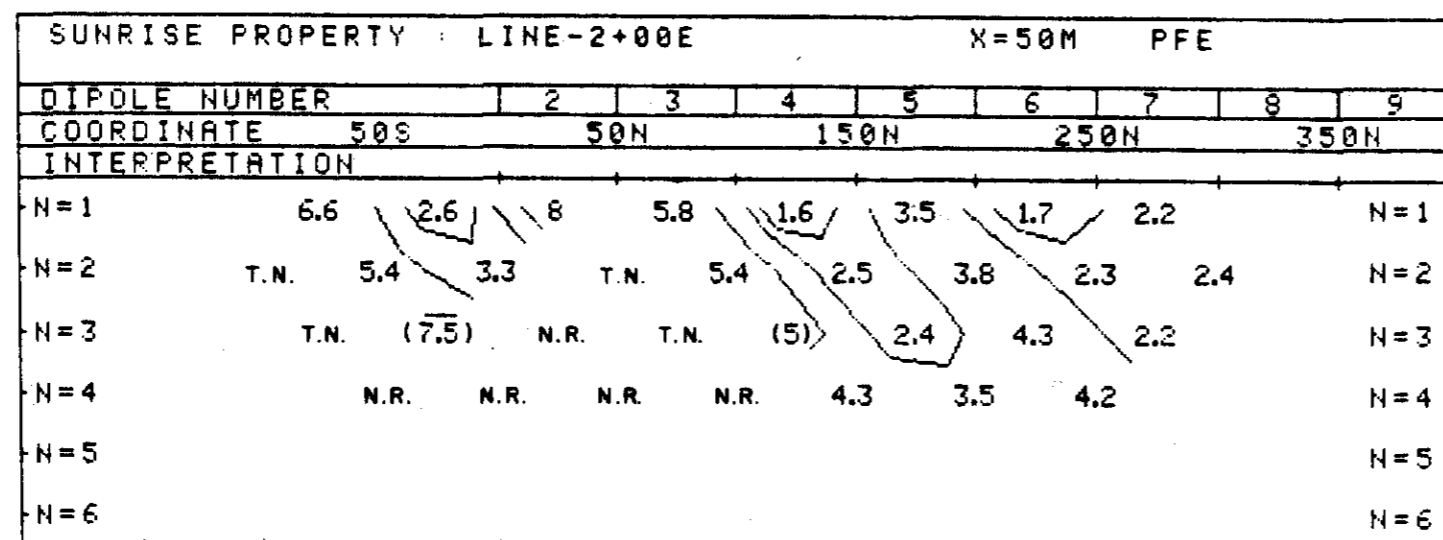 SUNRISE PROPERTY : LINE-2+00E X=50M PFE
DIPOLE NUMBER 2 3 4 5 6 7 8 9
COORDINATE 50S 50N 150N 250N 350N
INTERPRETATION
N=1 6.6 2.6 8 5.8 1.6 3.5 1.7 2.2 N=1
N=2 T.N. 5.4 3.3 T.N. 5.4 2.5 3.8 2.3 2.4 N=2
N=3 T.N. (7.5) N.R. T.N. (5) 2.4 4.3 2.2 N=3
N=4 N.R. N.R. N.R. N.R. 4.3 3.5 4.2 N=4
N=5 N=5
N=6 N=6